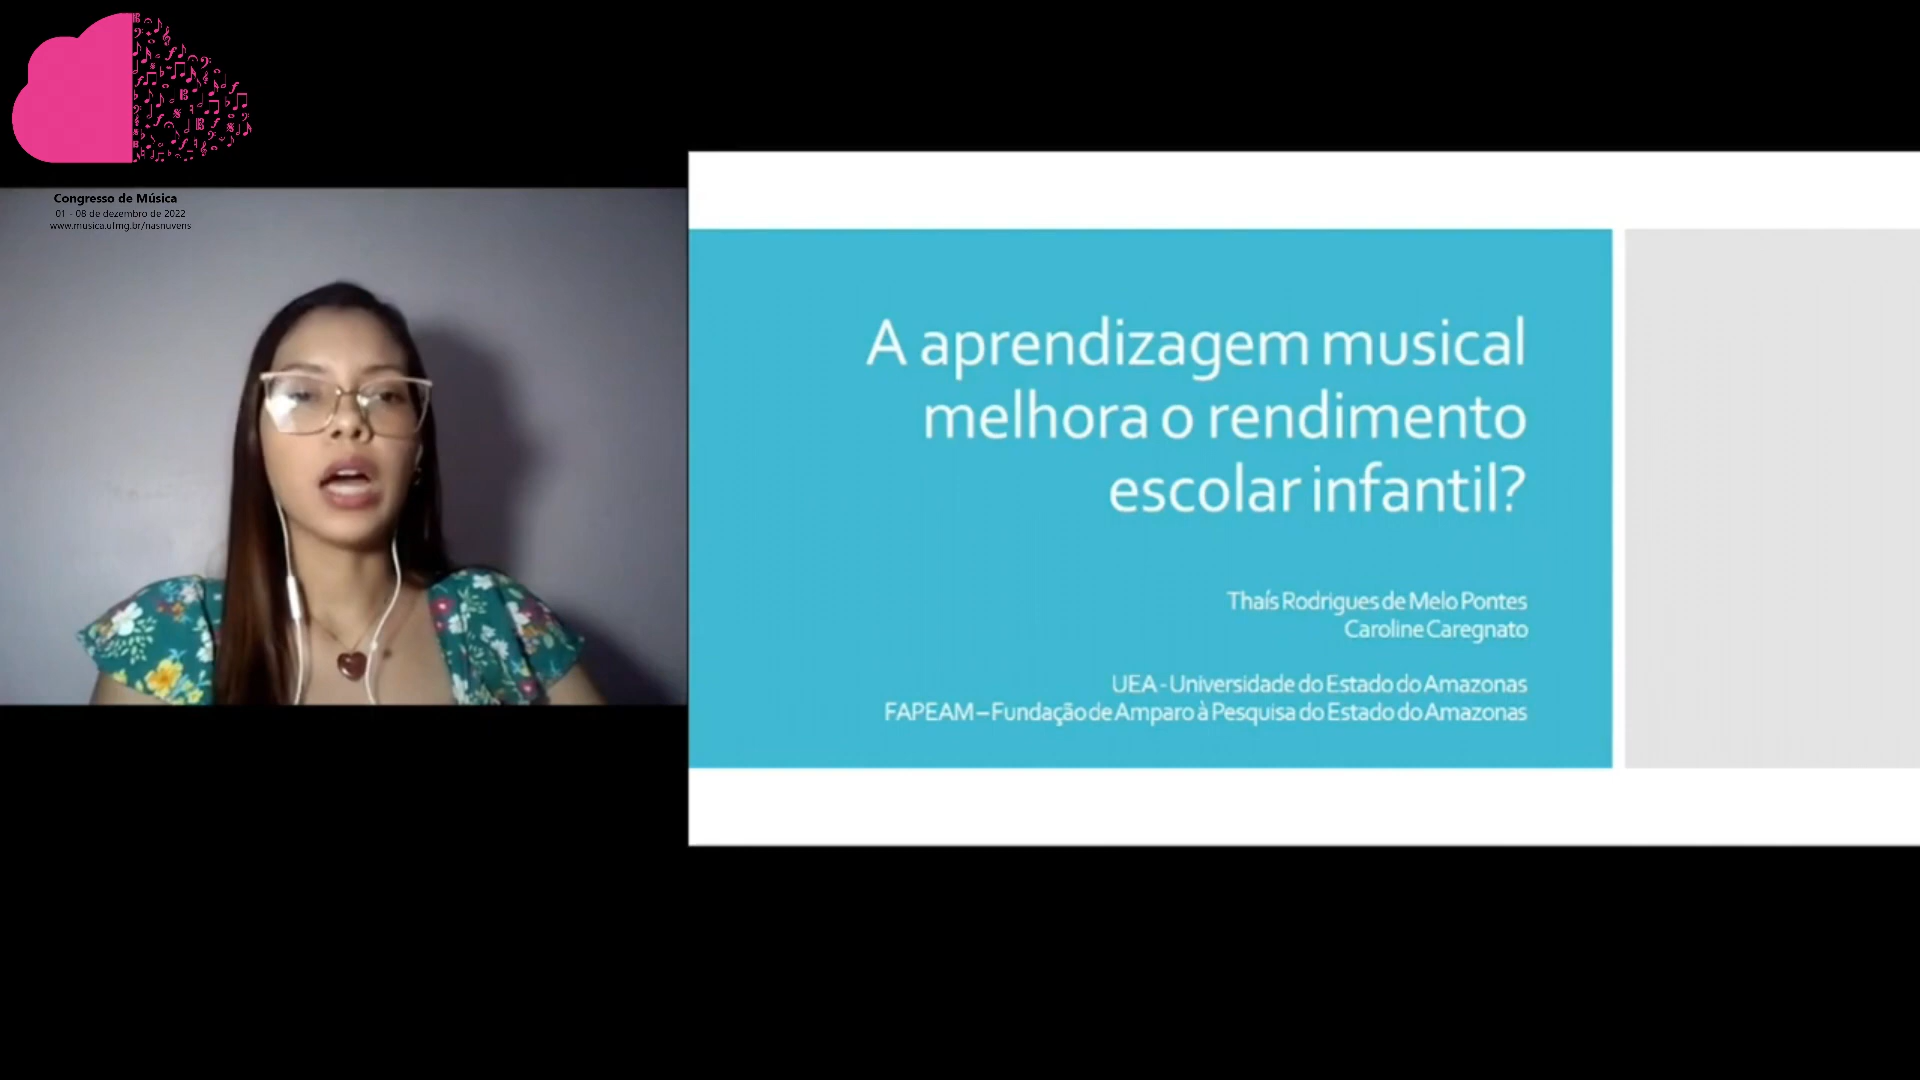 Congresso de Música
01 - 08 de dezembro de 2022
www.musica.ufmg.br/nasnuvens
A aprendizagem musical
melhora o rendimento
escolar infantil?
Thaís Rodrigues de Melo Pontes
Caroline Caregnato
UEA - Universidade do Estado do Amazonas
FAPEAM – Fundação de Amparo à Pesquisa do Estado do Amazonas